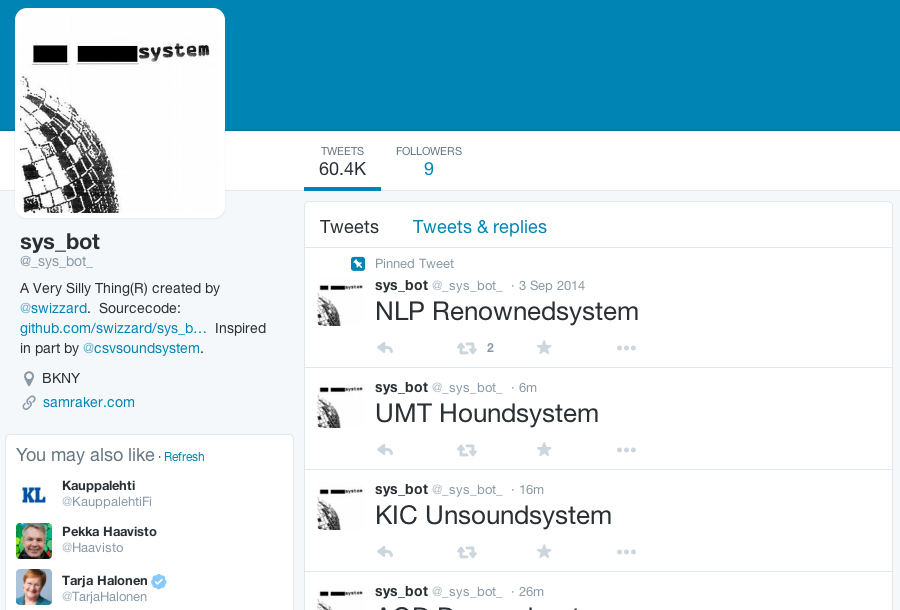 system
TWEETS
60.4K
FOLLOWERS
9
sys_bot
@_sys_bot_
A Very Silly Thing(R) created by
@swizzard. Sourcecode:
github.com/swizzard/sys_b… Inspired
in part by @csvsoundsystem.
BKNY
samraker.com
You may also like · Refresh
KL
Kauppalehti
@KauppalehtiFi
Pekka Haavisto
@Haavisto
Tarja Halonen
@TarjaHalonen
Tweets
Tweets & replies
Pinned Tweet
sys_bot @_sys_bot_ · 3 Sep 2014
NLP Renownedsystem
2
sys_bot @_sys_bot_ · 6m
UMT Houndsystem
sys_bot @_sys_bot_ · 16m
KIC Unsoundsystem
sys_bot @_sys_bot_ · 26m